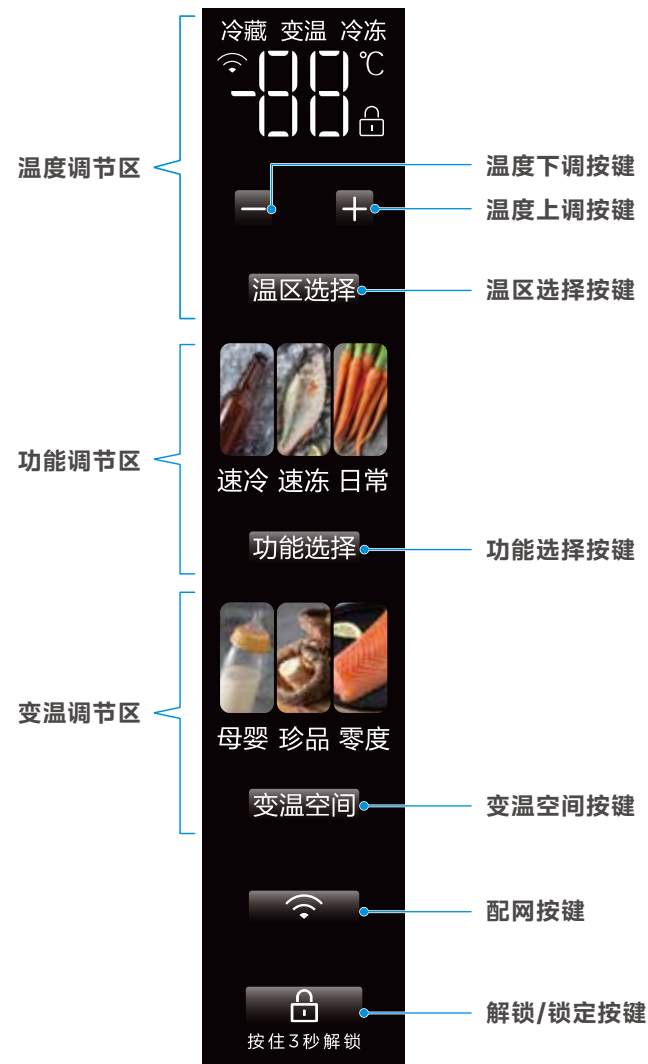 冷藏 变温 冷冻
-88 ℃
温度调节区
温度下调按键
− +
温度上调按键
温区选择
温区选择按键
功能调节区
速冷 速冻 日常
功能选择
功能选择按键
变温调节区
母婴 珍品 零度
变温空间
变温空间按键
配网按键
解锁/锁定按键
按住3秒解锁